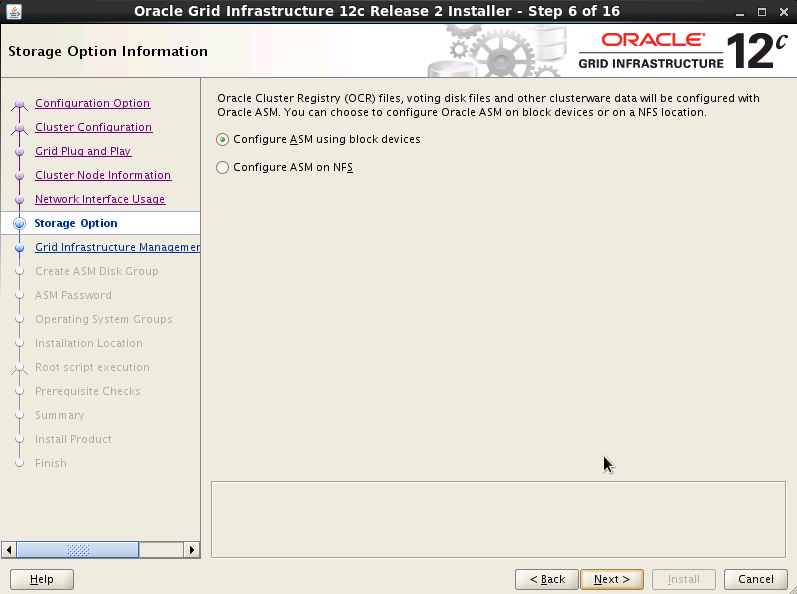 Oracle Grid Infrastructure 12c Release 2 Installer - Step 6 of 16
Storage Option Information
ORACLE
GRID INFRASTRUCTURE
12c
Configuration Option
Cluster Configuration
Grid Plug and Play
Cluster Node Information
Network Interface Usage
Storage Option
Grid Infrastructure Managemen
Create ASM Disk Group
ASM Password
Operating System Groups
Installation Location
Root script execution
Prerequisite Checks
Summary
Install Product
Finish
Oracle Cluster Registry (OCR) files, voting disk files and other clusterware data will be configured with
Oracle ASM. You can choose to configure Oracle ASM on block devices or on a NFS location.
Configure ASM using block devices
Configure ASM on NFS
Help
< Back
Next >
Install
Cancel